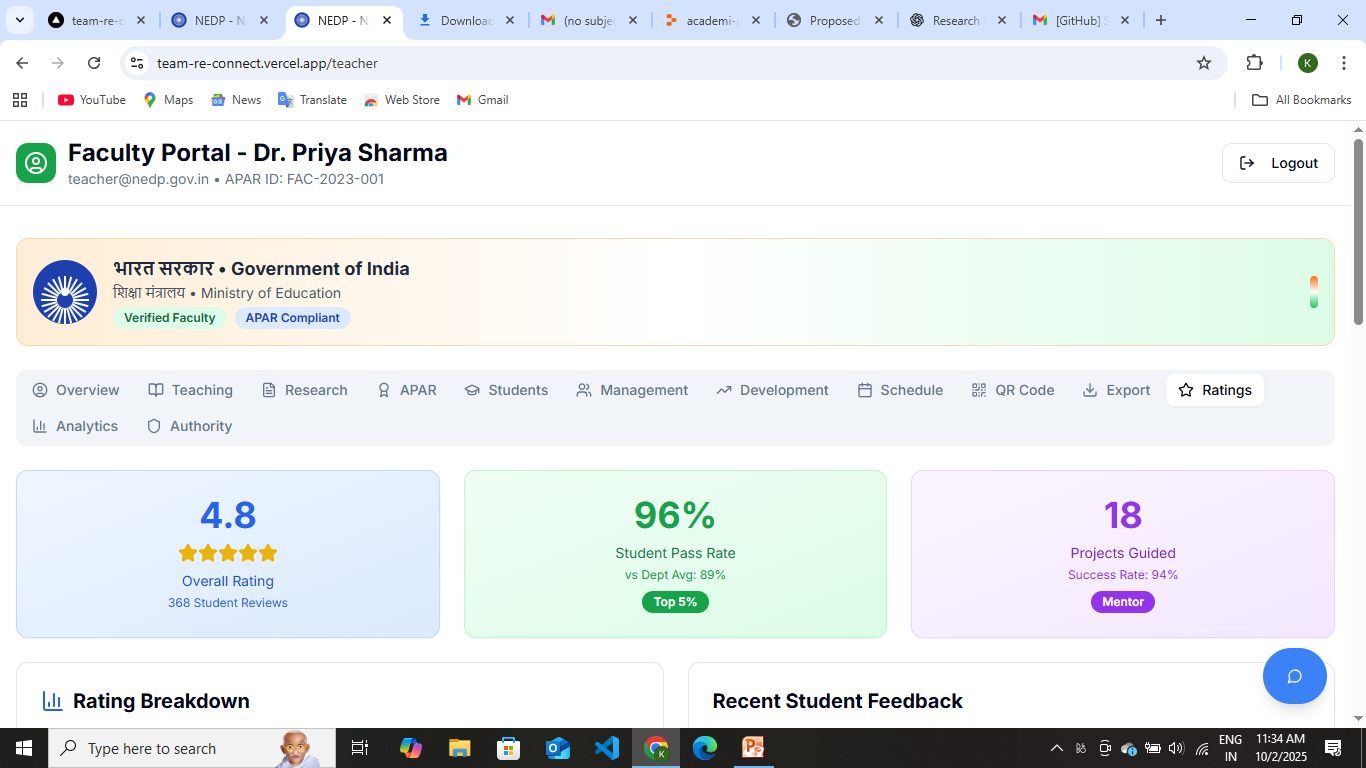 team-re-c
NEDP - N
NEDP - N
Download
(no subje
academi-
Proposed
Research
[GitHub] S
team-re-connect.vercel.app/teacher
K
YouTube
Maps
News
Translate
Web Store
Gmail
All Bookmarks
Faculty Portal - Dr. Priya Sharma
teacher@nedp.gov.in • APAR ID: FAC-2023-001
Logout
भारत सरकार • Government of India
शिक्षा मंत्रालय • Ministry of Education
Verified Faculty APAR Compliant
Overview Teaching Research APAR Students Management Development Schedule QR Code Export Ratings
Analytics Authority
4.8
Overall Rating
368 Student Reviews
96%
Student Pass Rate
vs Dept Avg: 89%
Top 5%
18
Projects Guided
Success Rate: 94%
Mentor
Rating Breakdown
Recent Student Feedback
Type here to search
ENG
IN
11:34 AM
10/2/2025